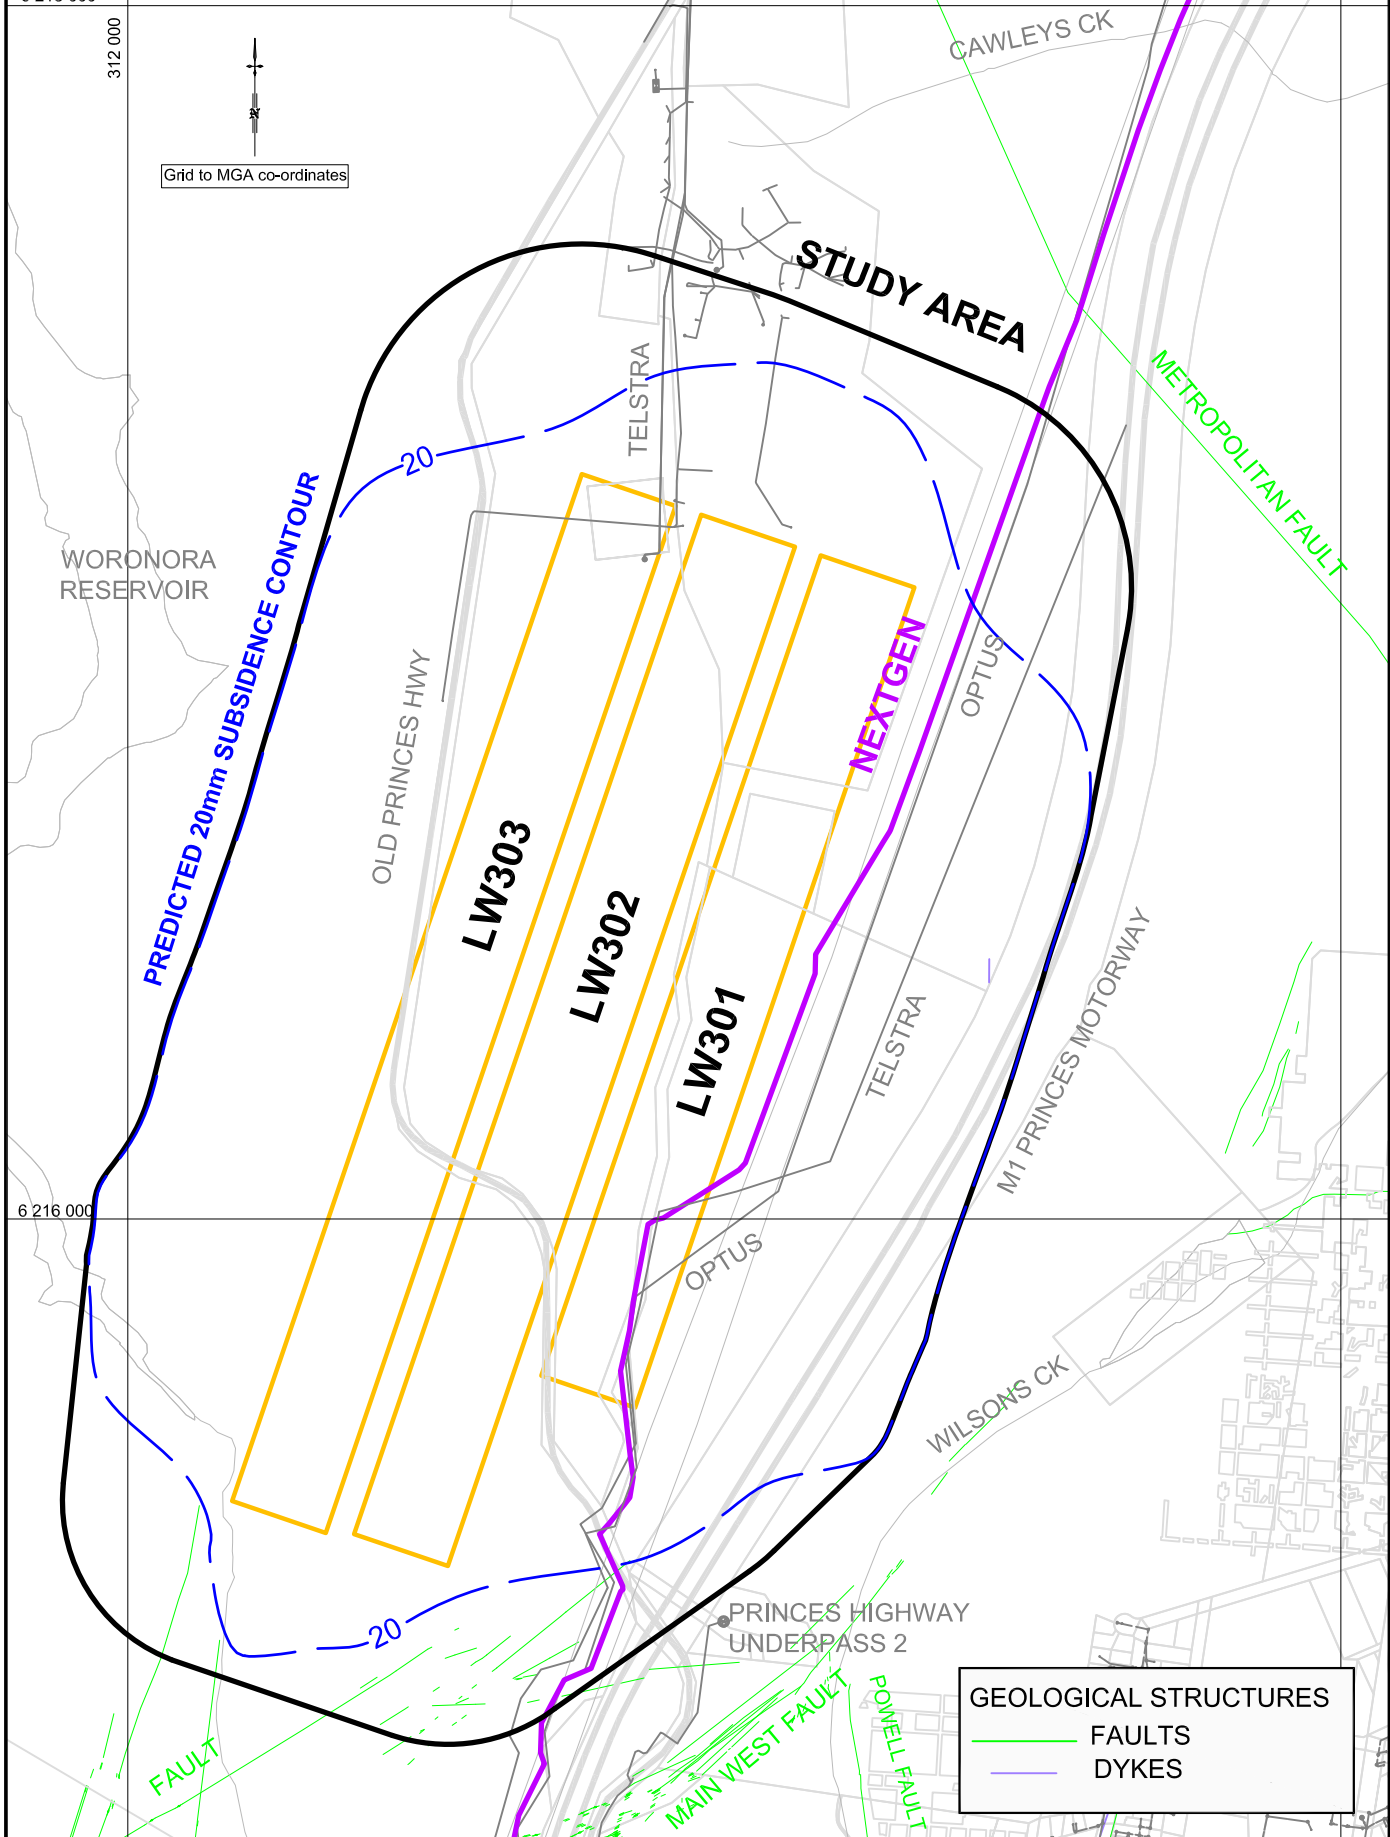 312 000
CAWLEYS CK
N
Grid to MGA co-ordinates
STUDY AREA
TELSTRA
METROPOLITAN FAULT
20
PREDICTED 20mm SUBSIDENCE CONTOUR
WORONORA
RESERVOIR
OLD PRINCES HWY
NEXTGEN
OPTUS
LW303
LW302
LW301
TELSTRA
M1 PRINCES MOTORWAY
6 216 000
OPTUS
WILSONS CK
20
PRINCES HIGHWAY
UNDERPASS 2
FAULT
MAIN WEST FAULT
POWELL FAULT
GEOLOGICAL STRUCTURES
FAULTS
DYKES